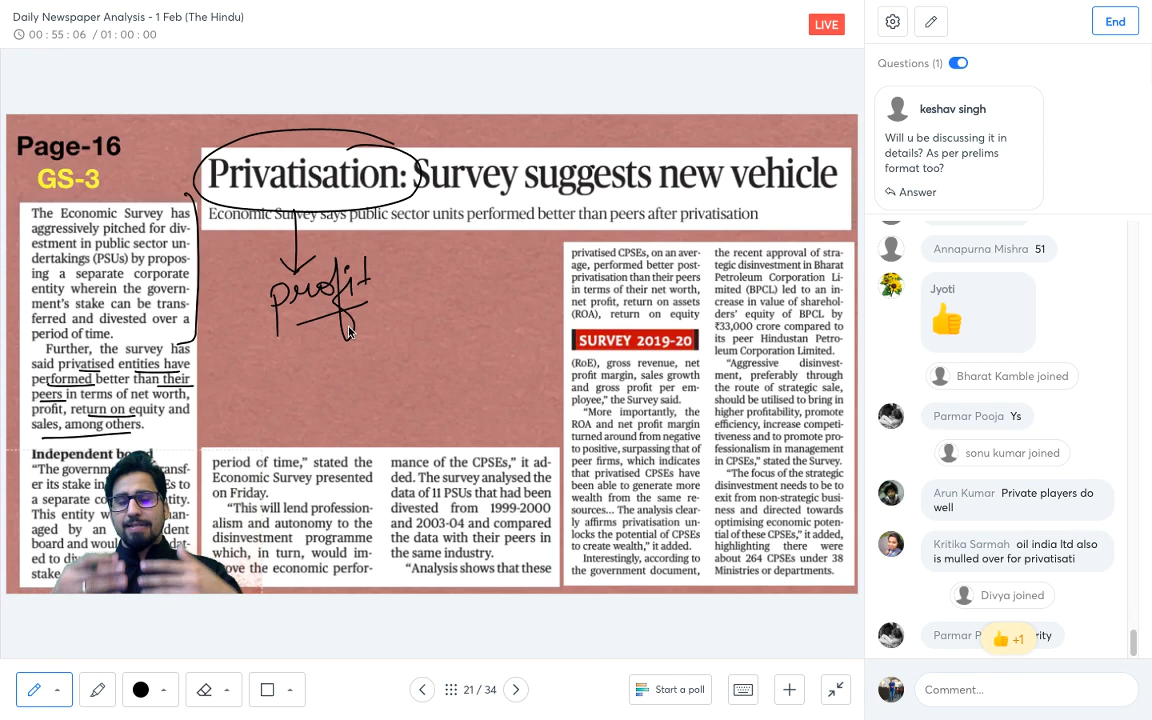 Daily Newspaper Analysis - 1 Feb (The Hindu)
00 : 55 : 06 / 01 : 00 : 00
LIVE
End
Questions (1)
keshav singh
Will u be discussing it in
details? As per prelims
format too?
Answer
Page-16
GS-3
Privatisation: Survey suggests new vehicle
Economic Survey says public sector units performed better than peers after privatisation
profit
The Economic Survey has
aggressively pitched for div-
estment in public sector un-
dertakings (PSUs) by propos-
ing a separate corporate
entity wherein the govern-
ment's stake can be trans-
ferred and divested over a
period of time.
Further, the survey has
said privatised entities have
performed better than their
peers in terms of net worth,
profit, return on equity and
sales, among others.
Independent
"The
er its stake in
a separate
This entity
aged by an
board and
ed to
stake
period of time," stated the
Economic Survey presented
on Friday.
"This will lend profession-
alism and autonomy to the
disinvestment programme
which, in turn, would im-
the economic perfor-
mance of the CPSEs," it ad-
ded. The survey analysed the
data of 11 PSUs that had been
divested from 1999-2000
and 2003-04 and compared
the data with their peers in
the same industry.
"Analysis shows that these
privatised CPSEs, on an aver-
age, performed better post-
privatisation than their peers
in terms of their net worth,
net profit, return on assets
(ROA), return on equity
SURVEY 2019-20
(RoE), gross revenue, net
profit margin, sales growth
and gross profit per em-
ployee," the Survey said.
"More importantly, the
ROA and net profit margin
turned around from negative
to positive, surpassing that of
peer firms, which indicates
that privatised CPSEs have
been able to generate more
wealth from the same re-
sources... The analysis clear-
ly affirms privatisation un-
locks the potential of CPSEs
to create wealth," it added.
Interestingly, according to
the government document,
the recent approval of stra-
tegic disinvestment in Bharat
Petroleum Corporation Li-
mited (BPCL) led to an in-
crease in value of sharehol-
ders' equity of BPCL by
₹33,000 crore compared to
its peer Hindustan Petro-
leum Corporation Limited.
"Aggressive disinvest-
ment, preferably through
the route of strategic sale,
should be utilised to bring in
higher profitability, promote
efficiency, increase competi-
tiveness and to promote pro-
fessionalism in management
in CPSEs," stated the Survey.
"The focus of the strategic
disinvestment needs to be to
exit from non-strategic busi-
ness and directed towards
optimising economic poten-
tial of these CPSEs," it added,
highlighting there were
about 264 CPSEs under 38
Ministries or departments.
Annapurna Mishra 51
Jyoti
Bharat Kamble joined
Parmar Pooja Ys
sonu kumar joined
Arun Kumar Private players do
well
Kritika Sarmah oil india ltd also
is mulled over for privatisati
Divya joined
Parmar
+1
21 / 34
Start a poll
Comment...